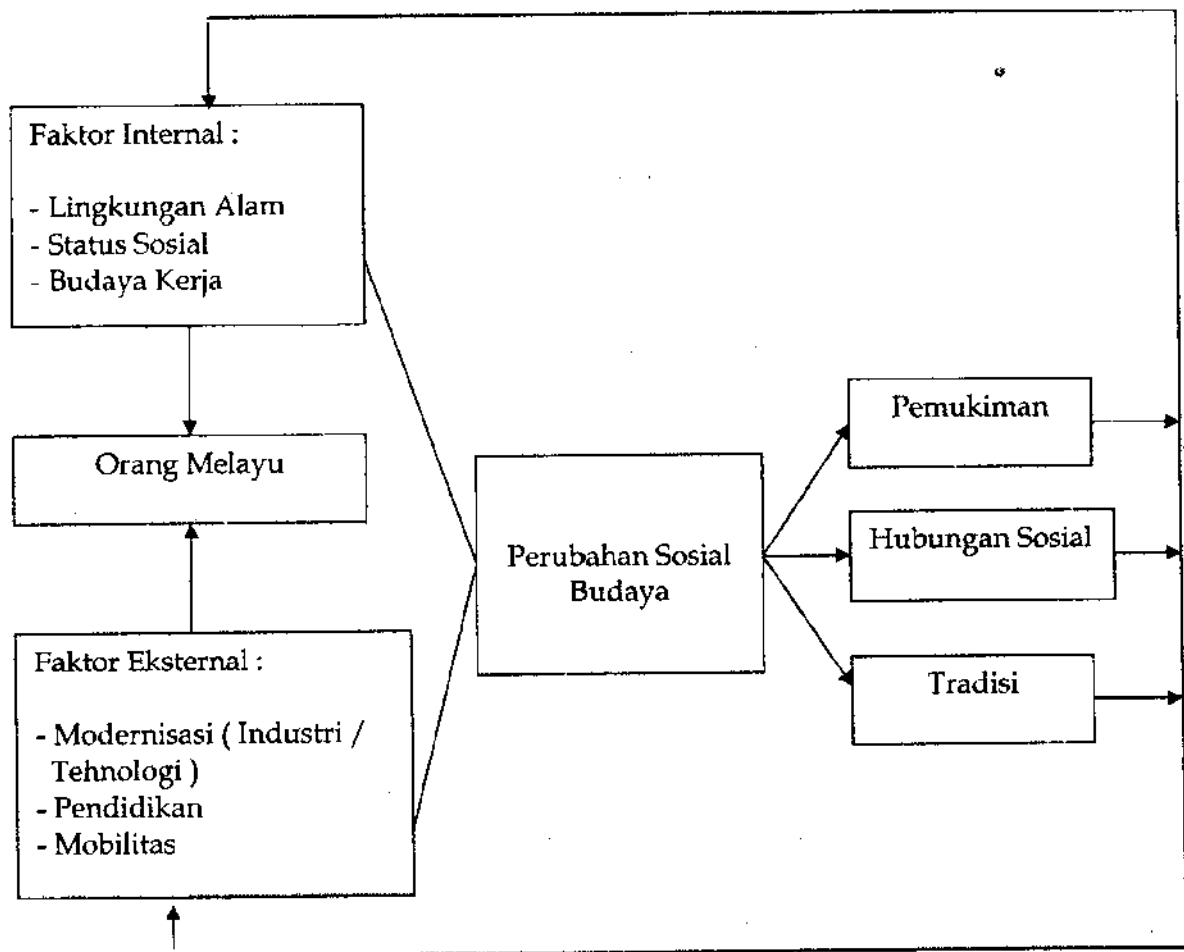 Faktor Internal :
- Lingkungan Alam
- Status Sosial
- Budaya Kerja
Orang Melayu
Faktor Eksternal :
- Modernisasi ( Industri /
Tehnologi )
- Pendidikan
- Mobilitas
Perubahan Sosial
Budaya
Pemukiman
Hubungan Sosial
Tradisi